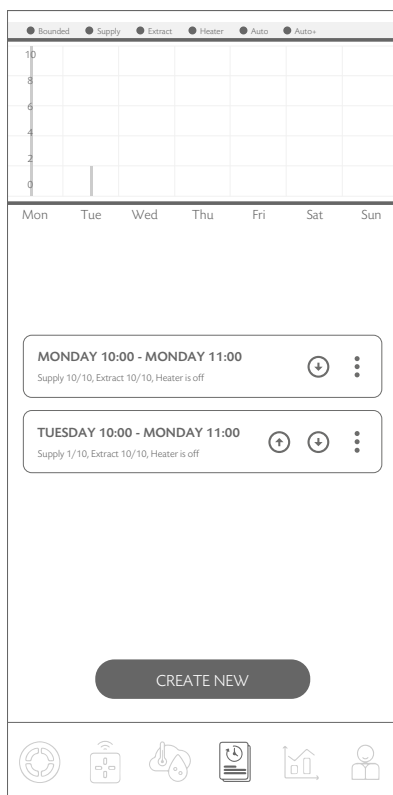 Bounded Supply Extract Heater Auto Auto+
10
8
6
4
2
0
Mon Tue Wed Thu Fri Sat Sun
MONDAY 10:00 - MONDAY 11:00
Supply 10/10, Extract 10/10, Heater is off
TUESDAY 10:00 - MONDAY 11:00
Supply 1/10, Extract 10/10, Heater is off
CREATE NEW